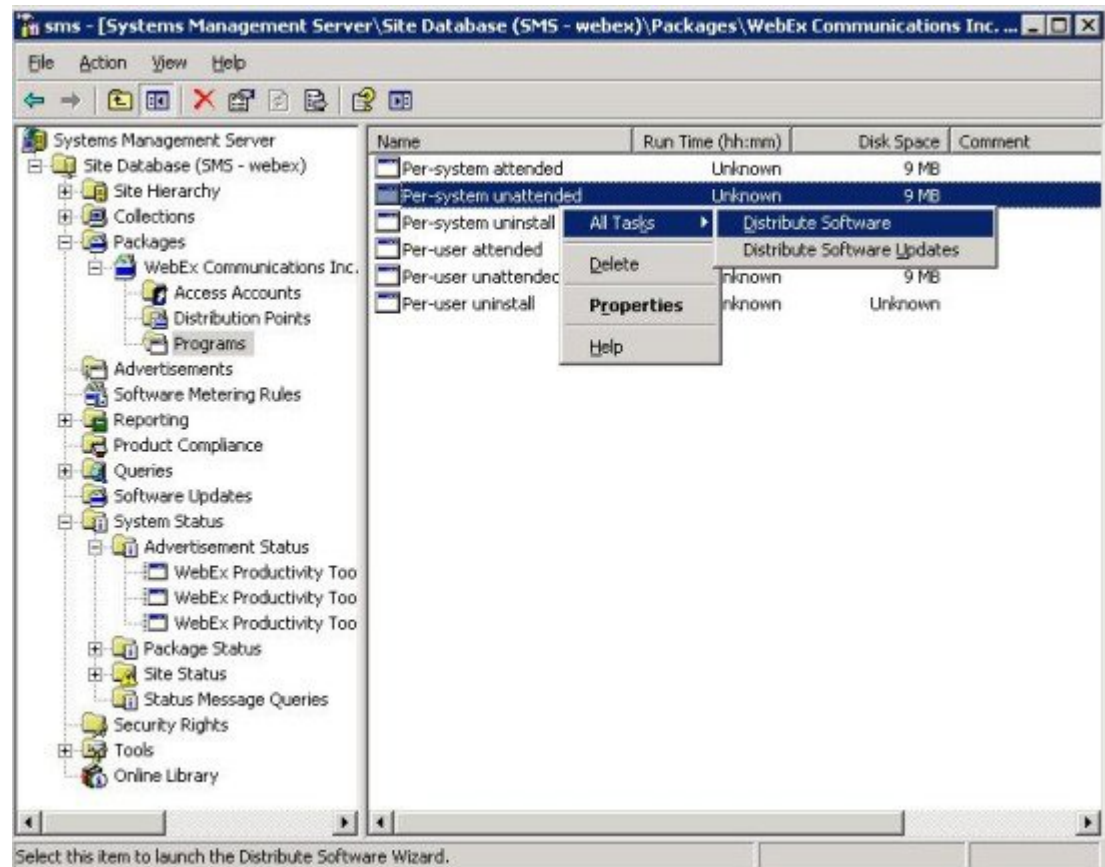 sms - [Systems Management Server\Site Database (SMS - webex)\Packages\WebEx Communications Inc. ...
File Action View Help
Systems Management Server
Site Database (SMS - webex)
Site Hierarchy
Collections
Packages
WebEx Communications Inc.
Access Accounts
Distribution Points
Programs
Advertisements
Software Metering Rules
Reporting
Product Compliance
Queries
Software Updates
System Status
Advertisement Status
WebEx Productivity Too
WebEx Productivity Too
WebEx Productivity Too
Package Status
Site Status
Status Message Queries
Security Rights
Tools
Online Library
Name Run Time (hh:mm) Disk Space Comment
Per-system attended Unknown 9 MB
Per-system unattended Unknown 9 MB
Per-system uninstall
Per-user attended
Per-user unattended 9 MB
Per-user uninstall Unknown
All Tasks
Delete
Properties
Help
Distribute Software
Distribute Software Updates
Select this item to launch the Distribute Software Wizard.